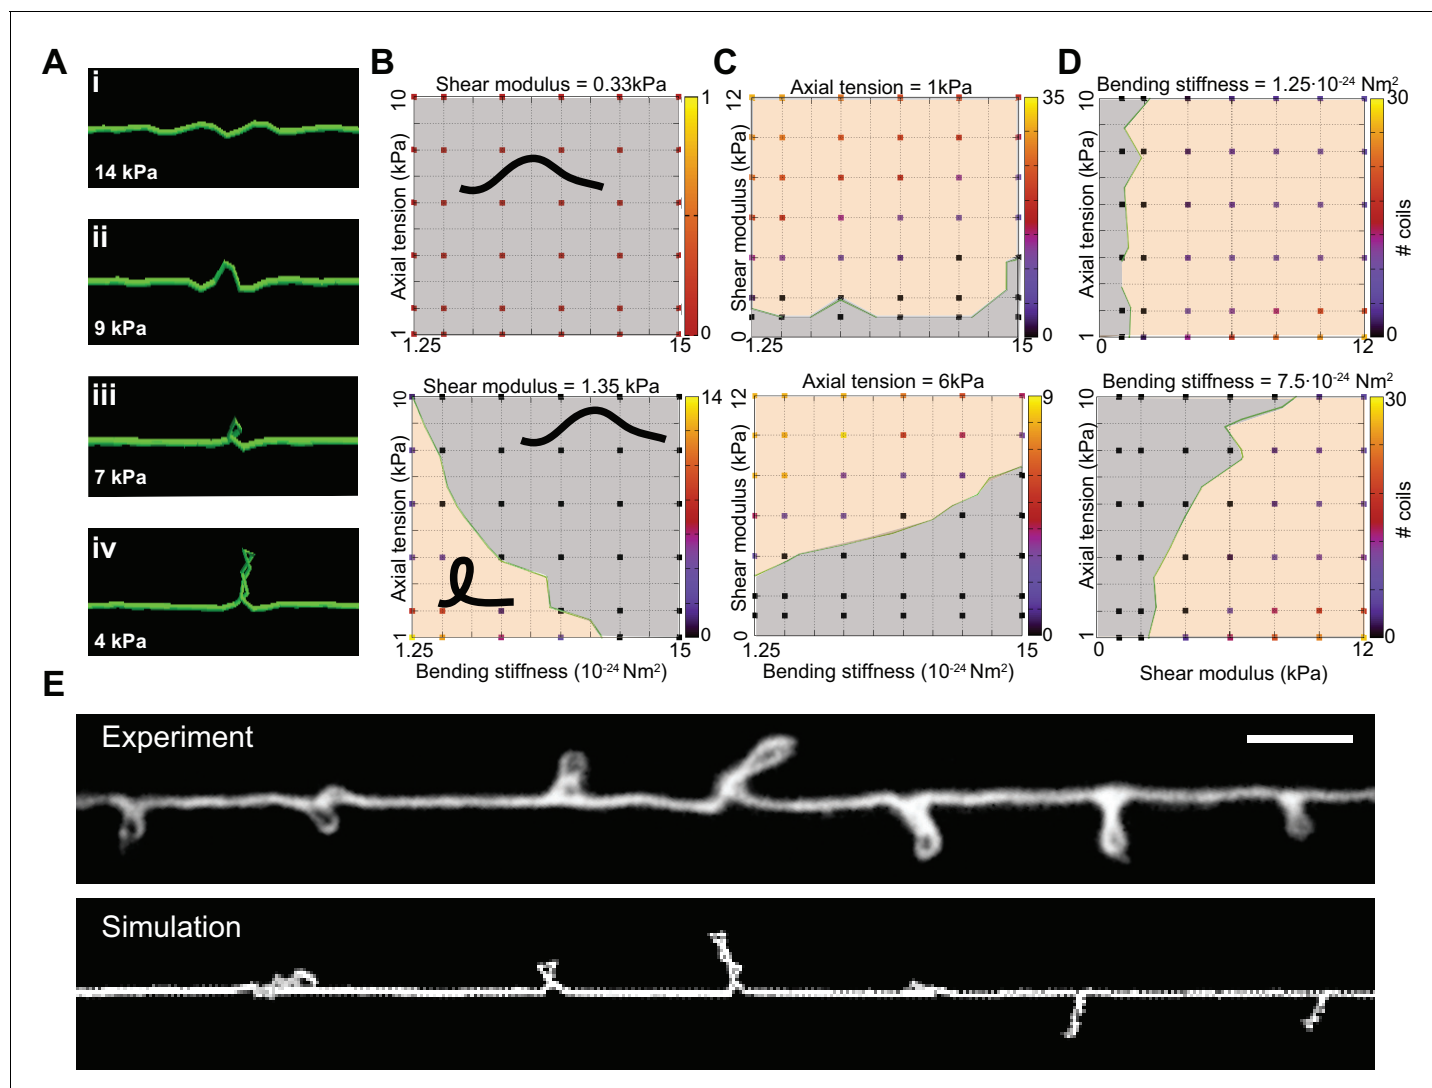 A
i
14 kPa
ii
9 kPa
iii
7 kPa
iv
4 kPa
B
Shear modulus = 0.33kPa
10
Axial tension (kPa)
1
1.25
15
1
0
Shear modulus = 1.35 kPa
10
Axial tension (kPa)
1
1.25
15
14
0
Bending stiffness (10⁻²⁴ Nm²)
C
Axial tension = 1kPa
12
Shear modulus (kPa)
0
1.25
15
35
0
Axial tension = 6kPa
12
Shear modulus (kPa)
0
1.25
15
9
0
Bending stiffness (10⁻²⁴ Nm²)
D
Bending stiffness = 1.25·10⁻²⁴ Nm²
10
Axial tension (kPa)
1
0
12
30
0
# coils
Bending stiffness = 7.5·10⁻²⁴ Nm²
10
Axial tension (kPa)
1
0
12
30
0
# coils
Shear modulus (kPa)
E
Experiment
Simulation